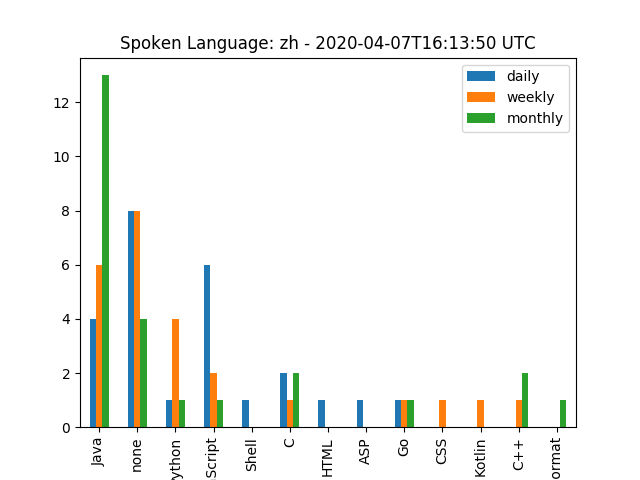 Spoken Language: zh - 2020-04-07T16:13:50 UTC
daily
weekly
monthly
12
10
8
6
4
2
0
Java
none
ython
Script
Shell
C
HTML
ASP
Go
CSS
Kotlin
C++
ormat